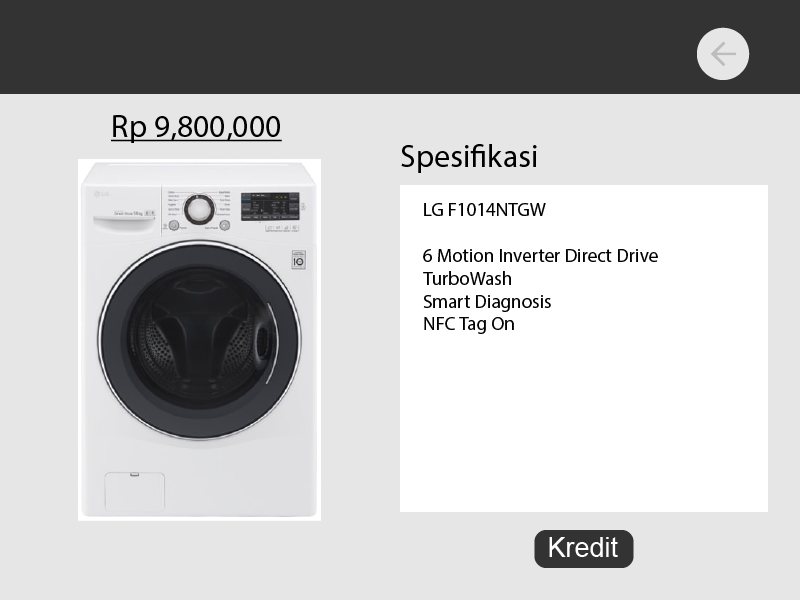 Rp 9,800,000
Spesifikasi
LG F1014NTGW
6 Motion Inverter Direct Drive
TurboWash
Smart Diagnosis
NFC Tag On
Kredit